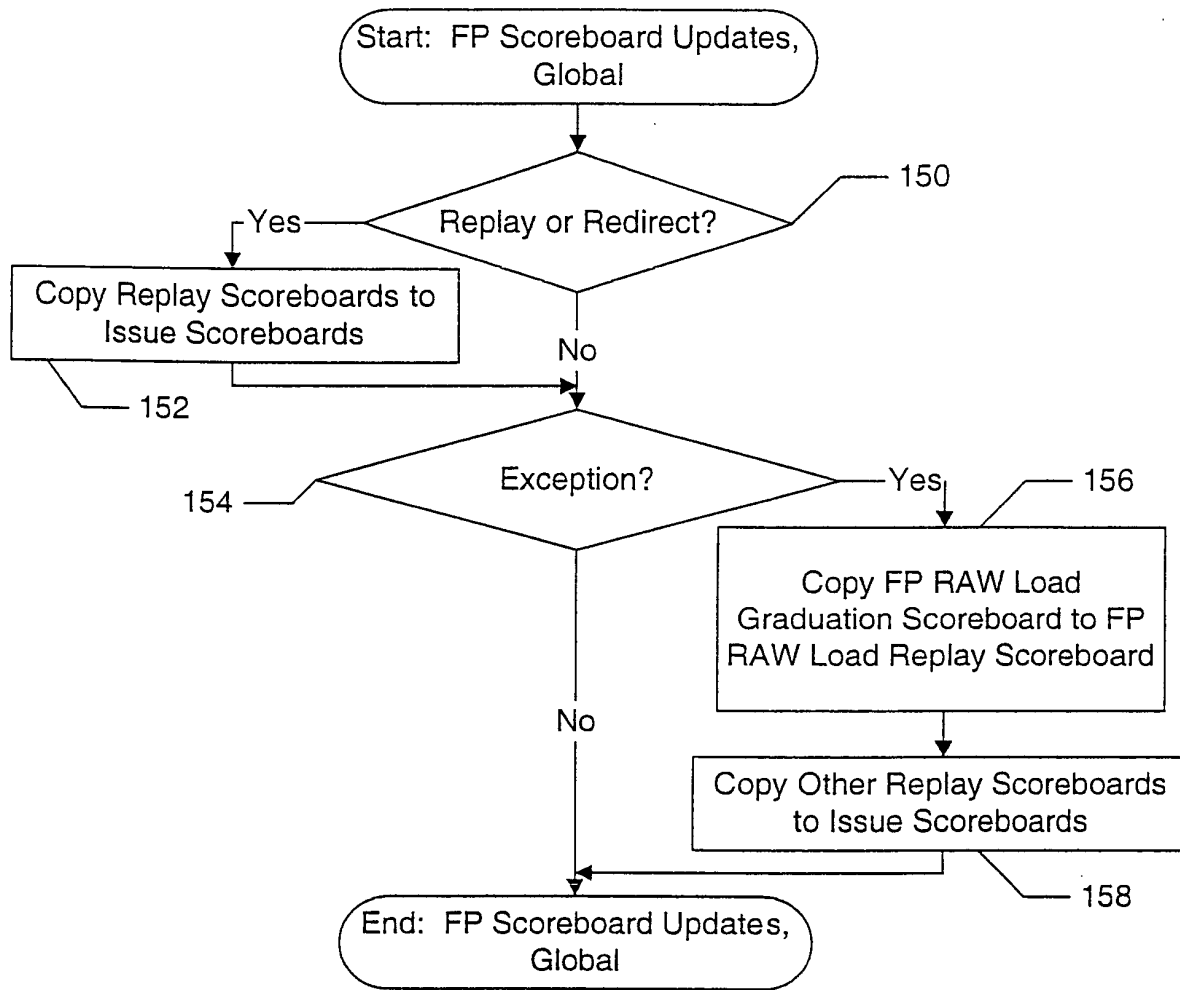 Start: FP Scoreboard Updates,
Global
150
Replay or Redirect?
Yes
Copy Replay Scoreboards to
Issue Scoreboards
No
152
Exception?
154
Yes
156
Copy FP RAW Load
Graduation Scoreboard to FP
RAW Load Replay Scoreboard
No
Copy Other Replay Scoreboards
to Issue Scoreboards
158
End: FP Scoreboard Updates,
Global